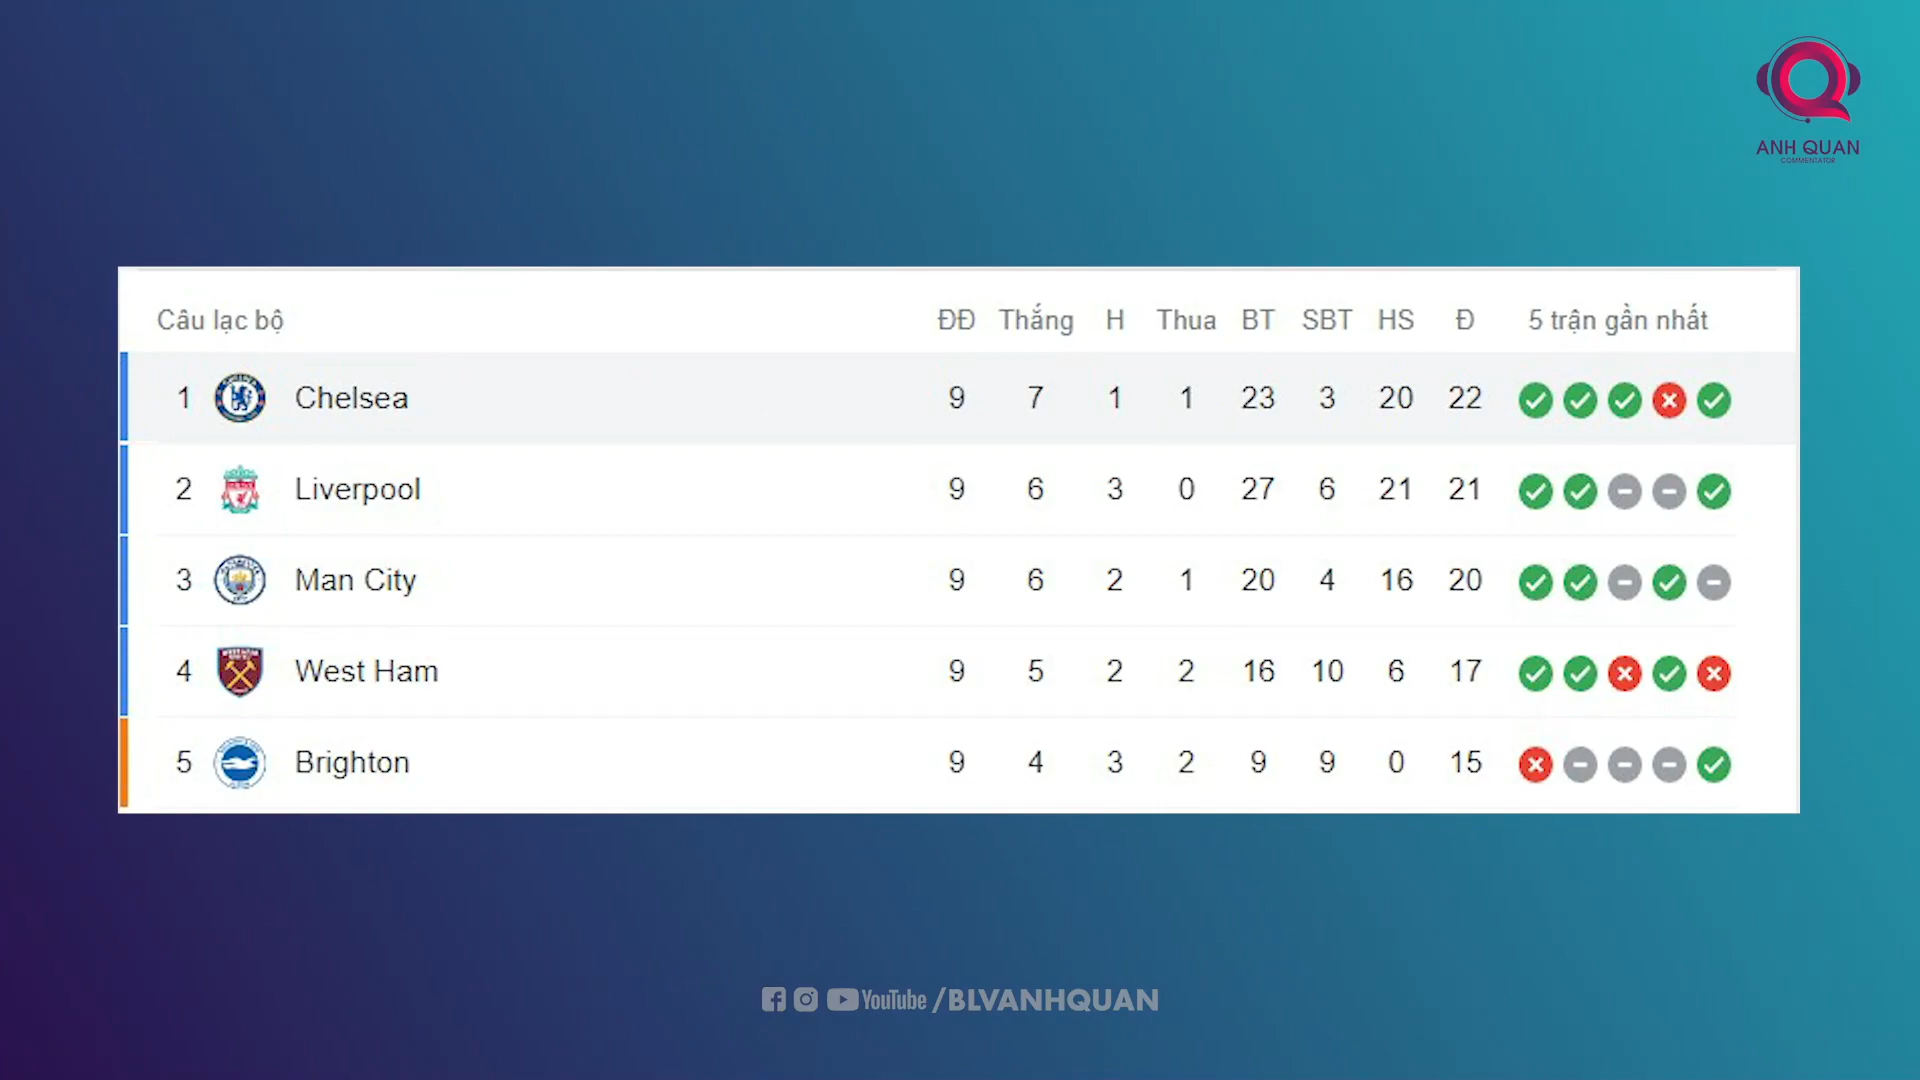 ANH QUAN
COMMENTATOR
Câu lạc bộ ĐĐ Thắng H Thua BT SBT HS Đ 5 trận gần nhất
1 Chelsea 9 7 1 1 23 3 20 22
2 Liverpool 9 6 3 0 27 6 21 21
3 Man City 9 6 2 1 20 4 16 20
4 West Ham 9 5 2 2 16 10 6 17
5 Brighton 9 4 3 2 9 9 0 15
YouTube /BLVANHQUAN